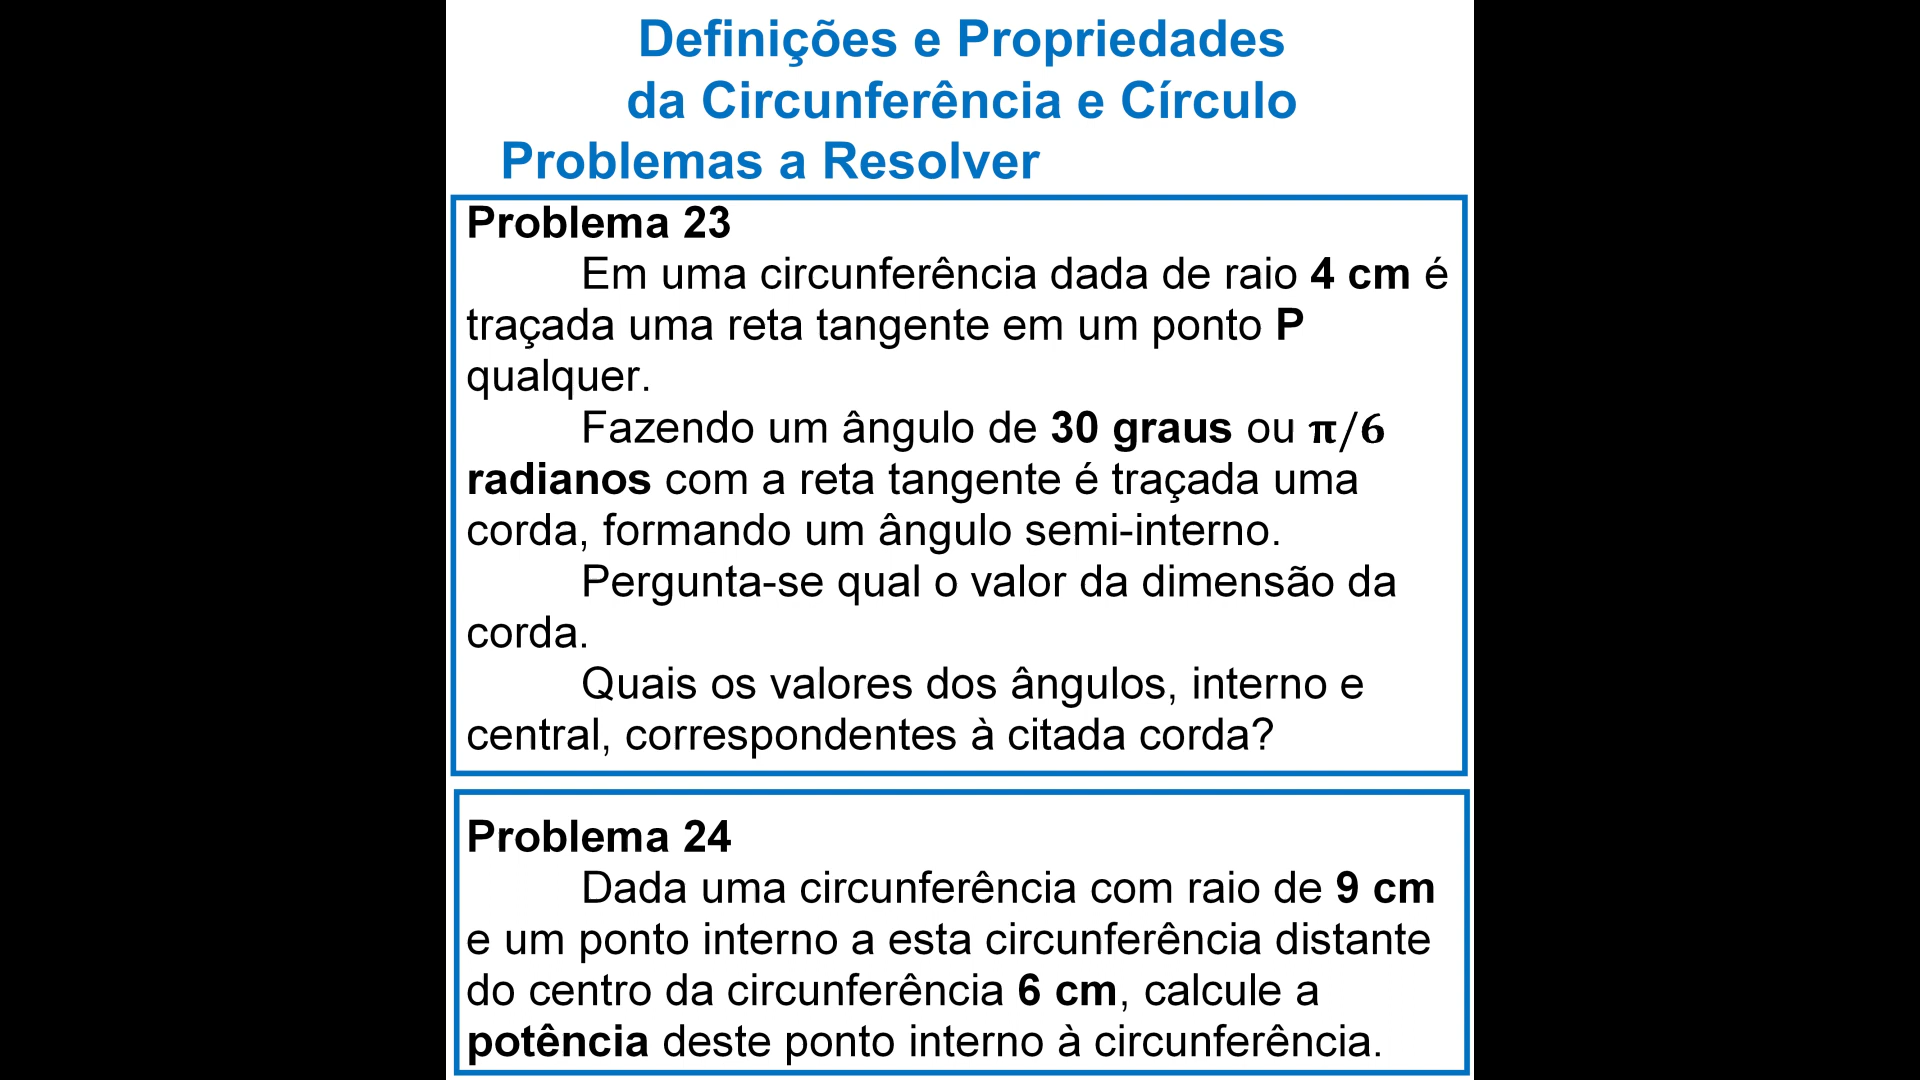 Definições e Propriedades
da Circunferência e Círculo
Problemas a Resolver
Problema 23
Em uma circunferência dada de raio 4 cm é
traçada uma reta tangente em um ponto P
qualquer.
Fazendo um ângulo de 30 graus ou π/6
radianos com a reta tangente é traçada uma
corda, formando um ângulo semi-interno.
Pergunta-se qual o valor da dimensão da
corda.
Quais os valores dos ângulos, interno e
central, correspondentes à citada corda?
Problema 24
Dada uma circunferência com raio de 9 cm
e um ponto interno a esta circunferência distante
do centro da circunferência 6 cm, calcule a
potência deste ponto interno à circunferência.